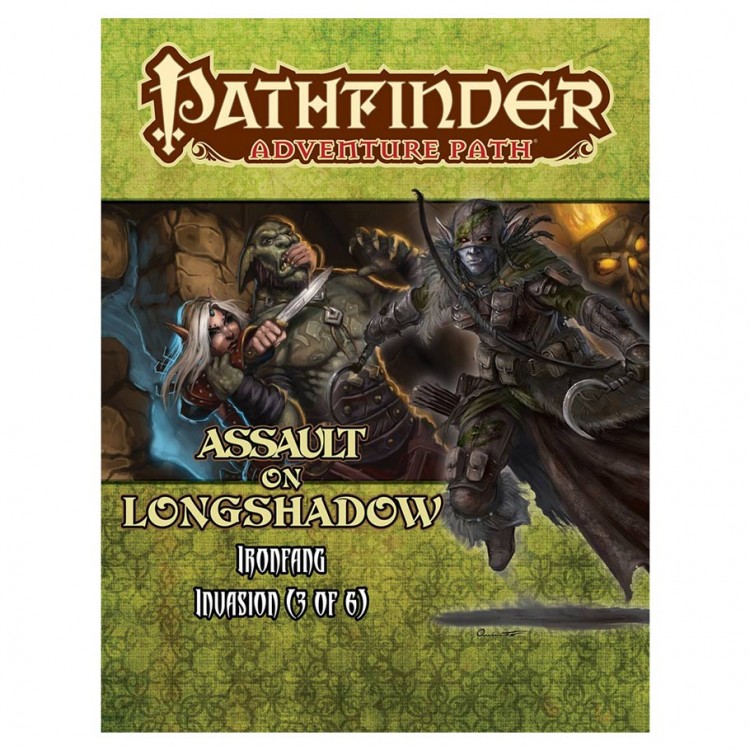 PATHFINDER
ADVENTURE PATH
ASSAULT
ON
LONGSHADOW
IRONFANG
INVASION (3 OF 6)